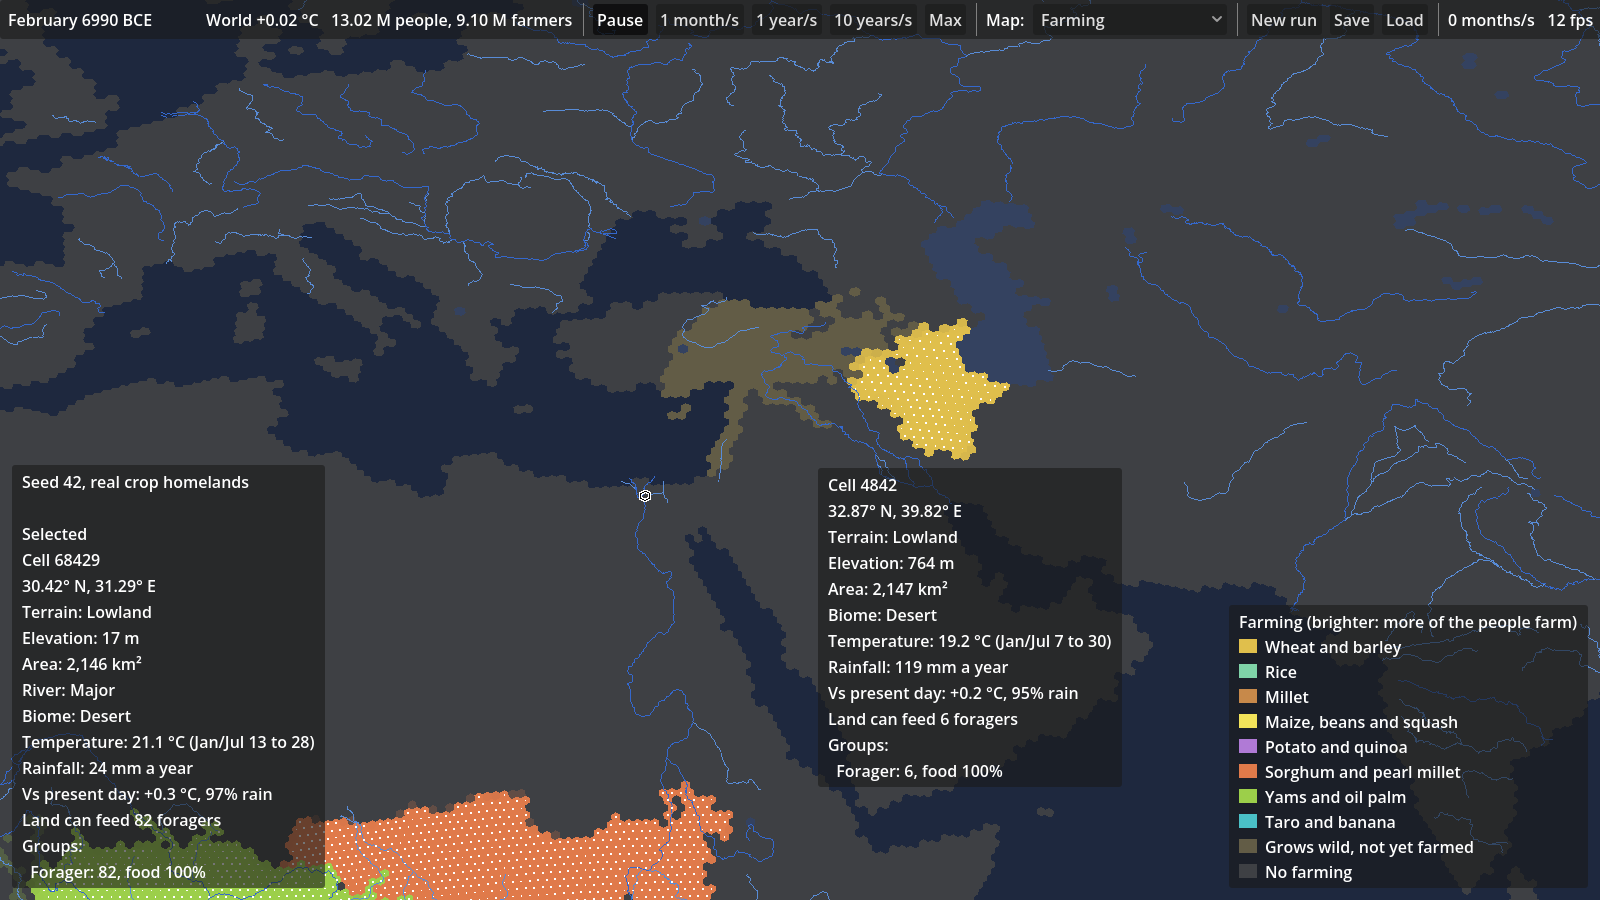 February 6990 BCE World +0.02 °C 13.02 M people, 9.10 M farmers Pause 1 month/s 1 year/s 10 years/s Max Map: Farming New run Save Load 0 months/s 12 fps
Seed 42, real crop homelands
Selected
Cell 68429
30.42° N, 31.29° E
Terrain: Lowland
Elevation: 17 m
Area: 2,146 km²
River: Major
Biome: Desert
Temperature: 21.1 °C (Jan/Jul 13 to 28)
Rainfall: 24 mm a year
Vs present day: +0.3 °C, 97% rain
Land can feed 82 foragers
Groups:
Forager: 82, food 100%
Cell 4842
32.87° N, 39.82° E
Terrain: Lowland
Elevation: 764 m
Area: 2,147 km²
Biome: Desert
Temperature: 19.2 °C (Jan/Jul 7 to 30)
Rainfall: 119 mm a year
Vs present day: +0.2 °C, 95% rain
Land can feed 6 foragers
Groups:
Forager: 6, food 100%
Farming (brighter: more of the people farm)
Wheat and barley
Rice
Millet
Maize, beans and squash
Potato and quinoa
Sorghum and pearl millet
Yams and oil palm
Taro and banana
Grows wild, not yet farmed
No farming